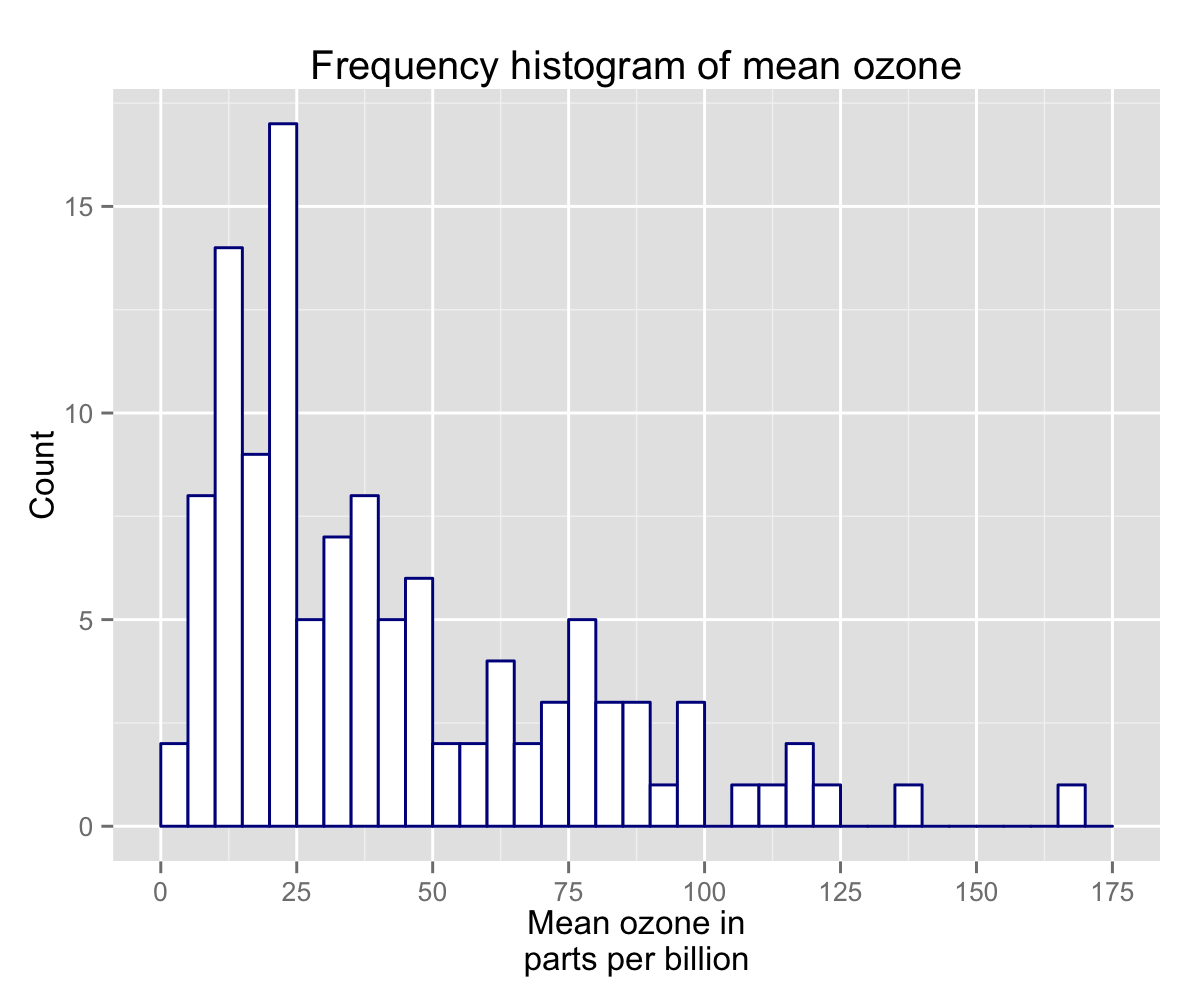 Frequency histogram of mean ozone
15
10
5
0
Count
0 25 50 75 100 125 150 175
Mean ozone in
parts per billion